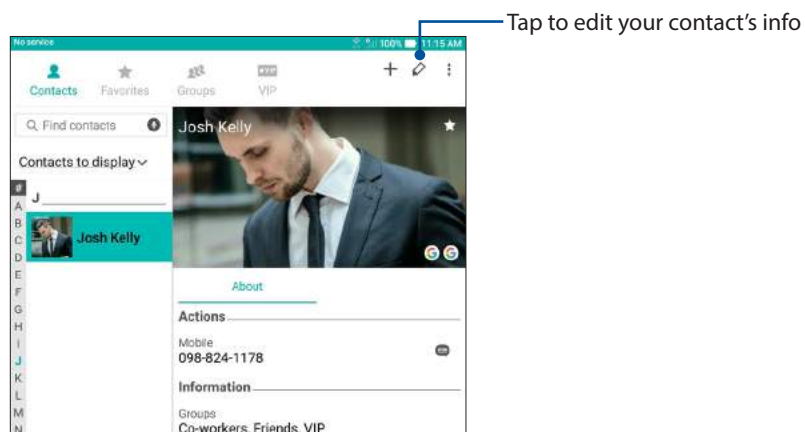 Tap to edit your contact’s info
No service 100% 11:15 AM
Contacts Favorites Groups VIP
Find contacts
Josh Kelly
Contacts to display
#
A
J
B
C
Josh Kelly
D
E
F
About
G
Actions
H
I
Mobile
J
098-824-1178
K
Information
L
M
Groups
N
Co-workers, Friends, VIP